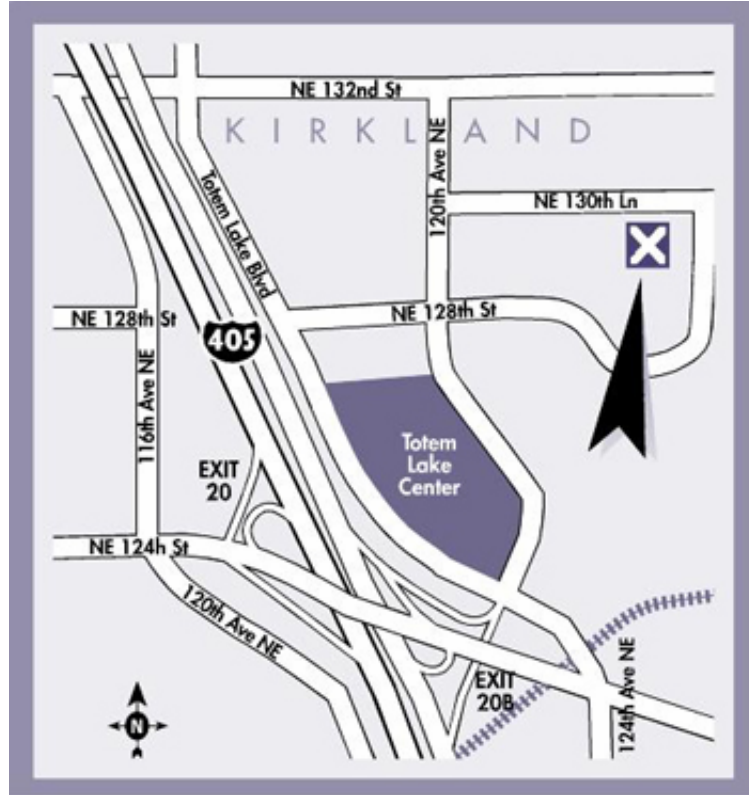 NE 132nd St
KIRKLAND
120th Ave NE
NE 130th Ln
Totem Lake Blvd
X
NE 128th St
NE 128th St
405
116th Ave NE
Totem
Lake
Center
EXIT
20
NE 124h St
120th Ave NE
EXIT
20B
124th Ave NE
N